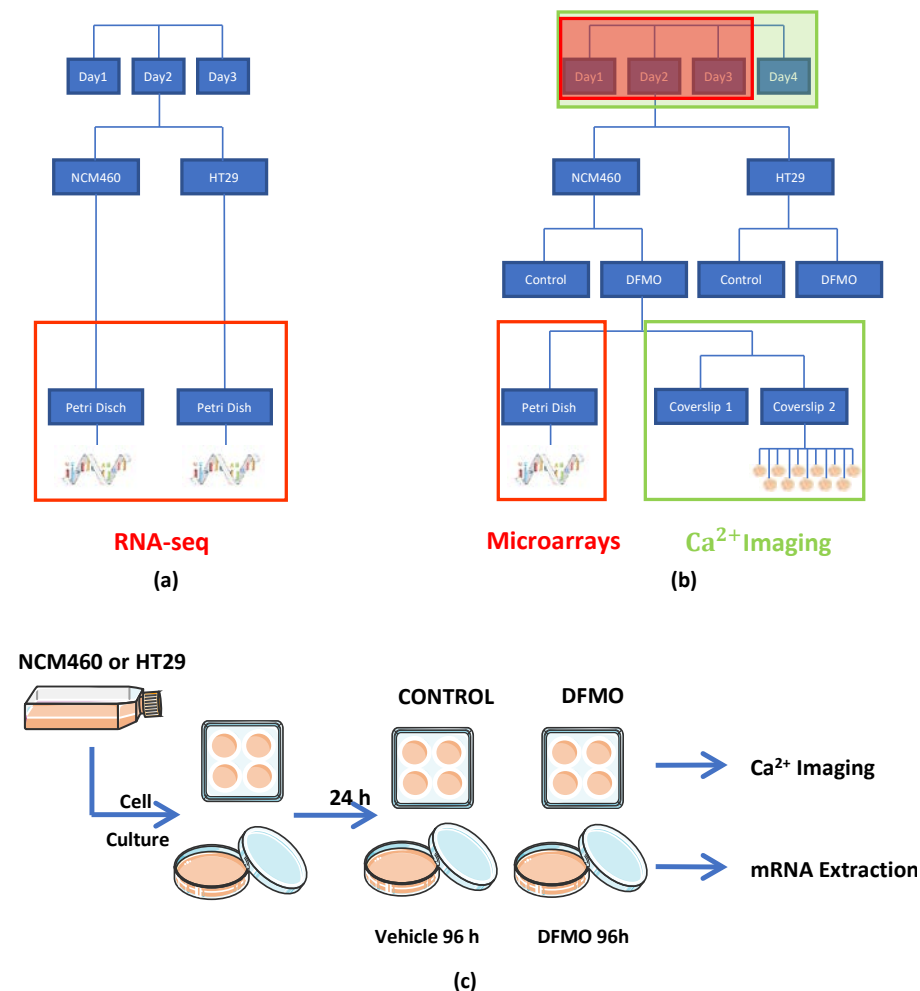 Day1 Day2 Day3
NCM460 HT29
Petri Disch Petri Dish
RNA-seq
(a)
Day1 Day2 Day3 Day4
NCM460 HT29
Control DFMO Control DFMO
Petri Dish Coverslip 1 Coverslip 2
Microarrays Ca²⁺ Imaging
(b)
NCM460 or HT29
CONTROL DFMO
Cell
Culture
24 h
Ca²⁺ Imaging
mRNA Extraction
Vehicle 96 h DFMO 96h
(c)